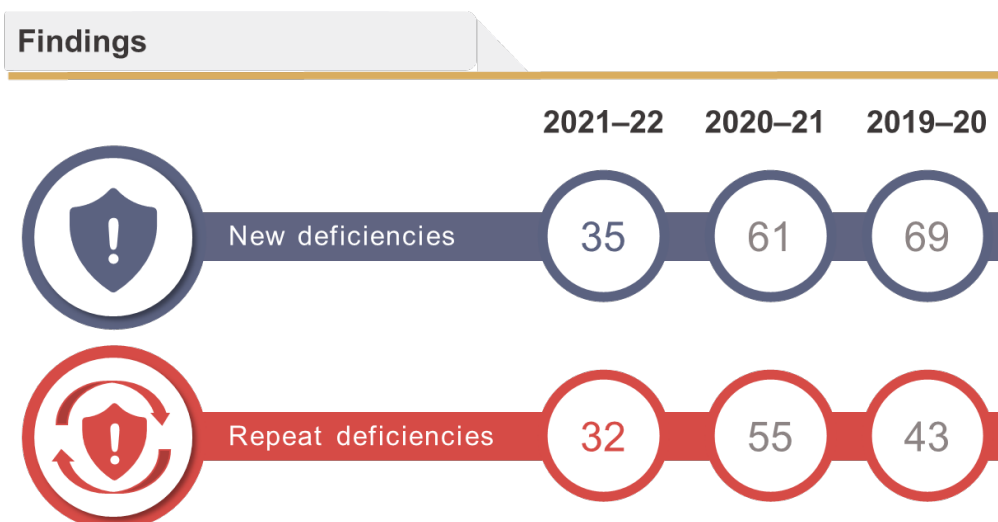 Findings
2021–22 2020–21 2019–20
New deficiencies 35 61 69
Repeat deficiencies 32 55 43